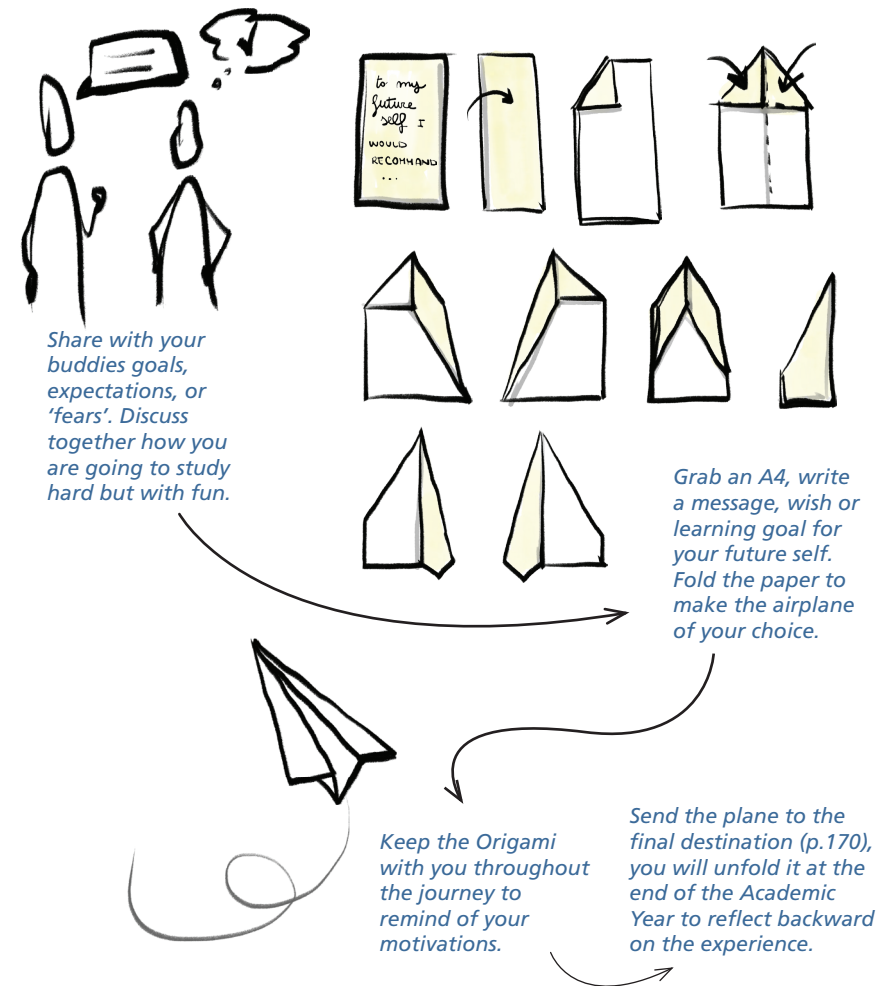 to my
future
self I
WOULD
RECOMMAND
...
Share with your
buddies goals,
expectations, or
‘fears’. Discuss
together how you
are going to study
hard but with fun.
Grab an A4, write
a message, wish or
learning goal for
your future self.
Fold the paper to
make the airplane
of your choice.
Keep the Origami
with you throughout
the journey to
remind of your
motivations.
Send the plane to the
final destination (p.170),
you will unfold it at the
end of the Academic
Year to reflect backward
on the experience.